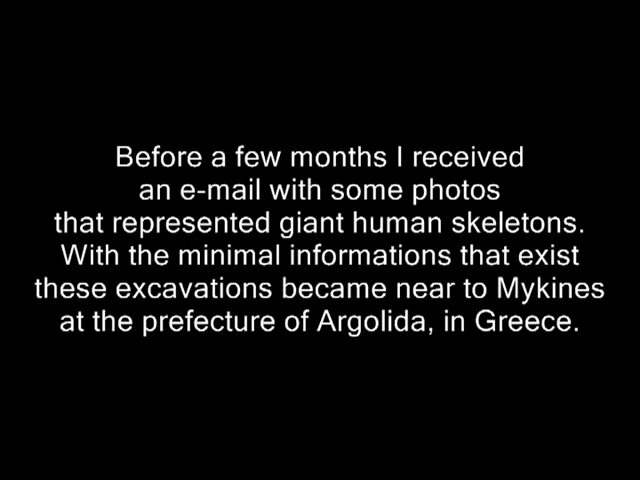 Before a few months I received
an e-mail with some photos
that represented giant human skeletons.
With the minimal informations that exist
these excavations became near to Mykines
at the prefecture of Argolida, in Greece.